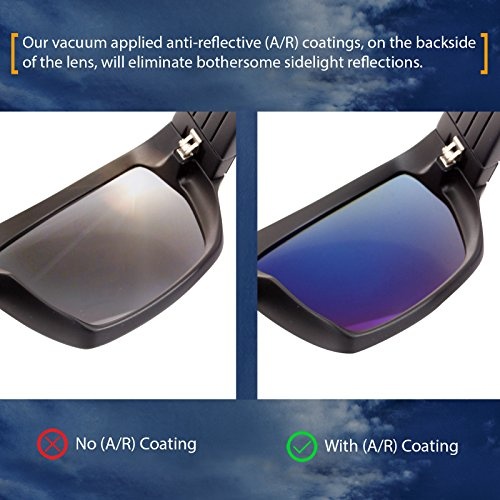 Our vacuum applied anti-reflective (A/R) coatings, on the backside
of the lens, will eliminate bothersome sidelight reflections.
No (A/R) Coating
With (A/R) Coating